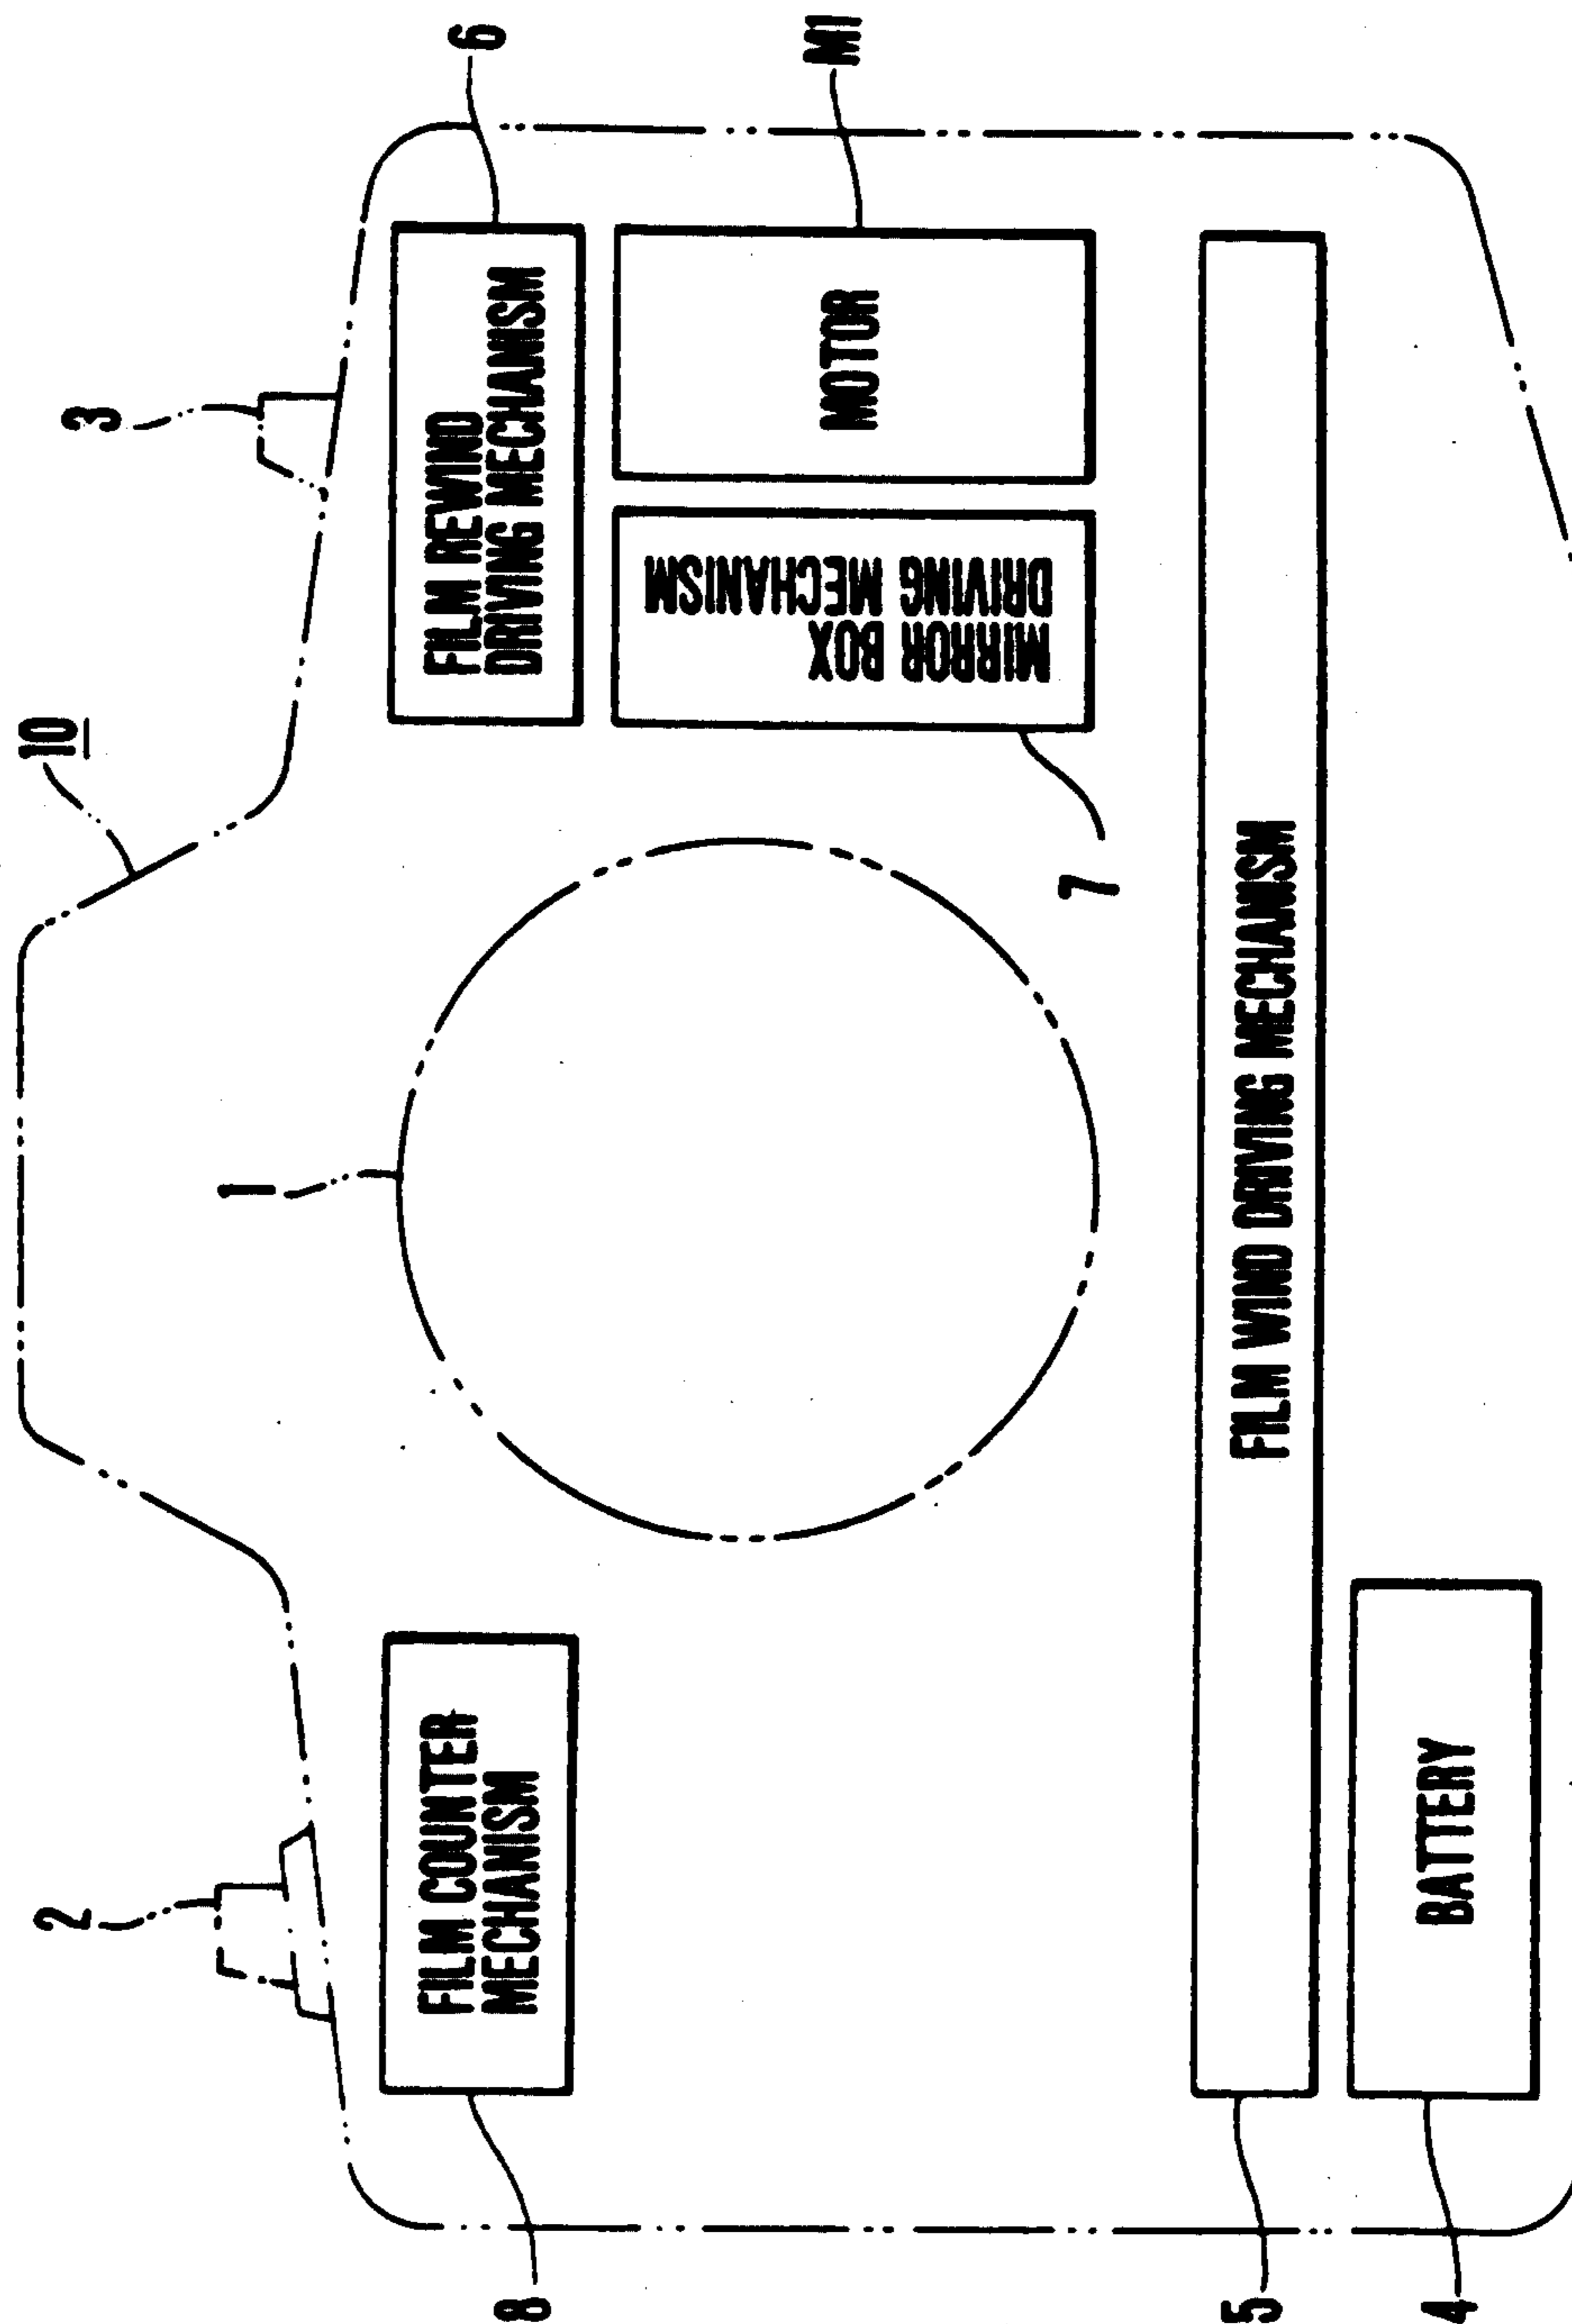 10
2
1
3
6
M1
8
FILM COUNTER
MECHANISM
FILM REWIND
DRIVING MECHANISM
MOTOR
MIRROR BOX
DRIVING MECHANISM
7
5
FILM WIND DRIVING MECHANISM
4
BATTERY